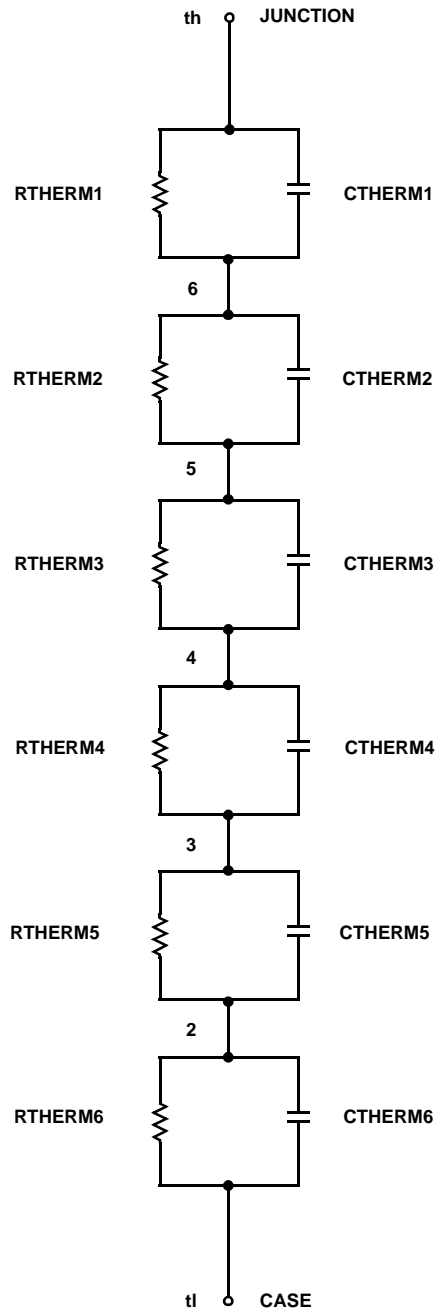 th JUNCTION
RTHERM1 CTHERM1
6
RTHERM2 CTHERM2
5
RTHERM3 CTHERM3
4
RTHERM4 CTHERM4
3
RTHERM5 CTHERM5
2
RTHERM6 CTHERM6
tl CASE